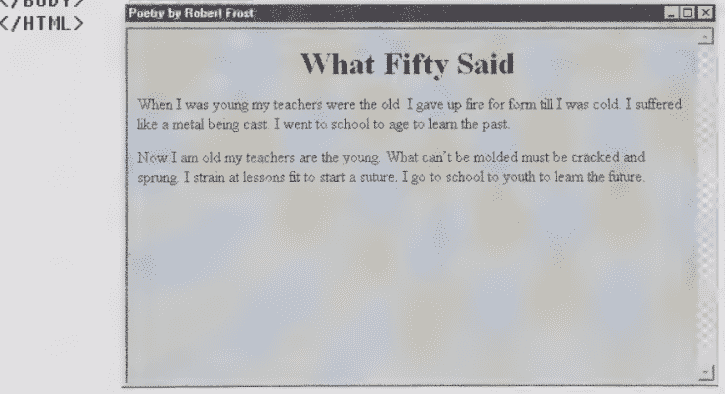 </BODY>
</HTML>
Poetry by Robert Frost
What Fifty Said
When I was young my teachers were the old. I gave up fire for form till I was cold. I suffered
like a metal being cast. I went to school to age to learn the past.
Now I am old my teachers are the young. What can't be molded must be cracked and
sprung. I strain at lessons fit to start a suture. I go to school to youth to learn the future.